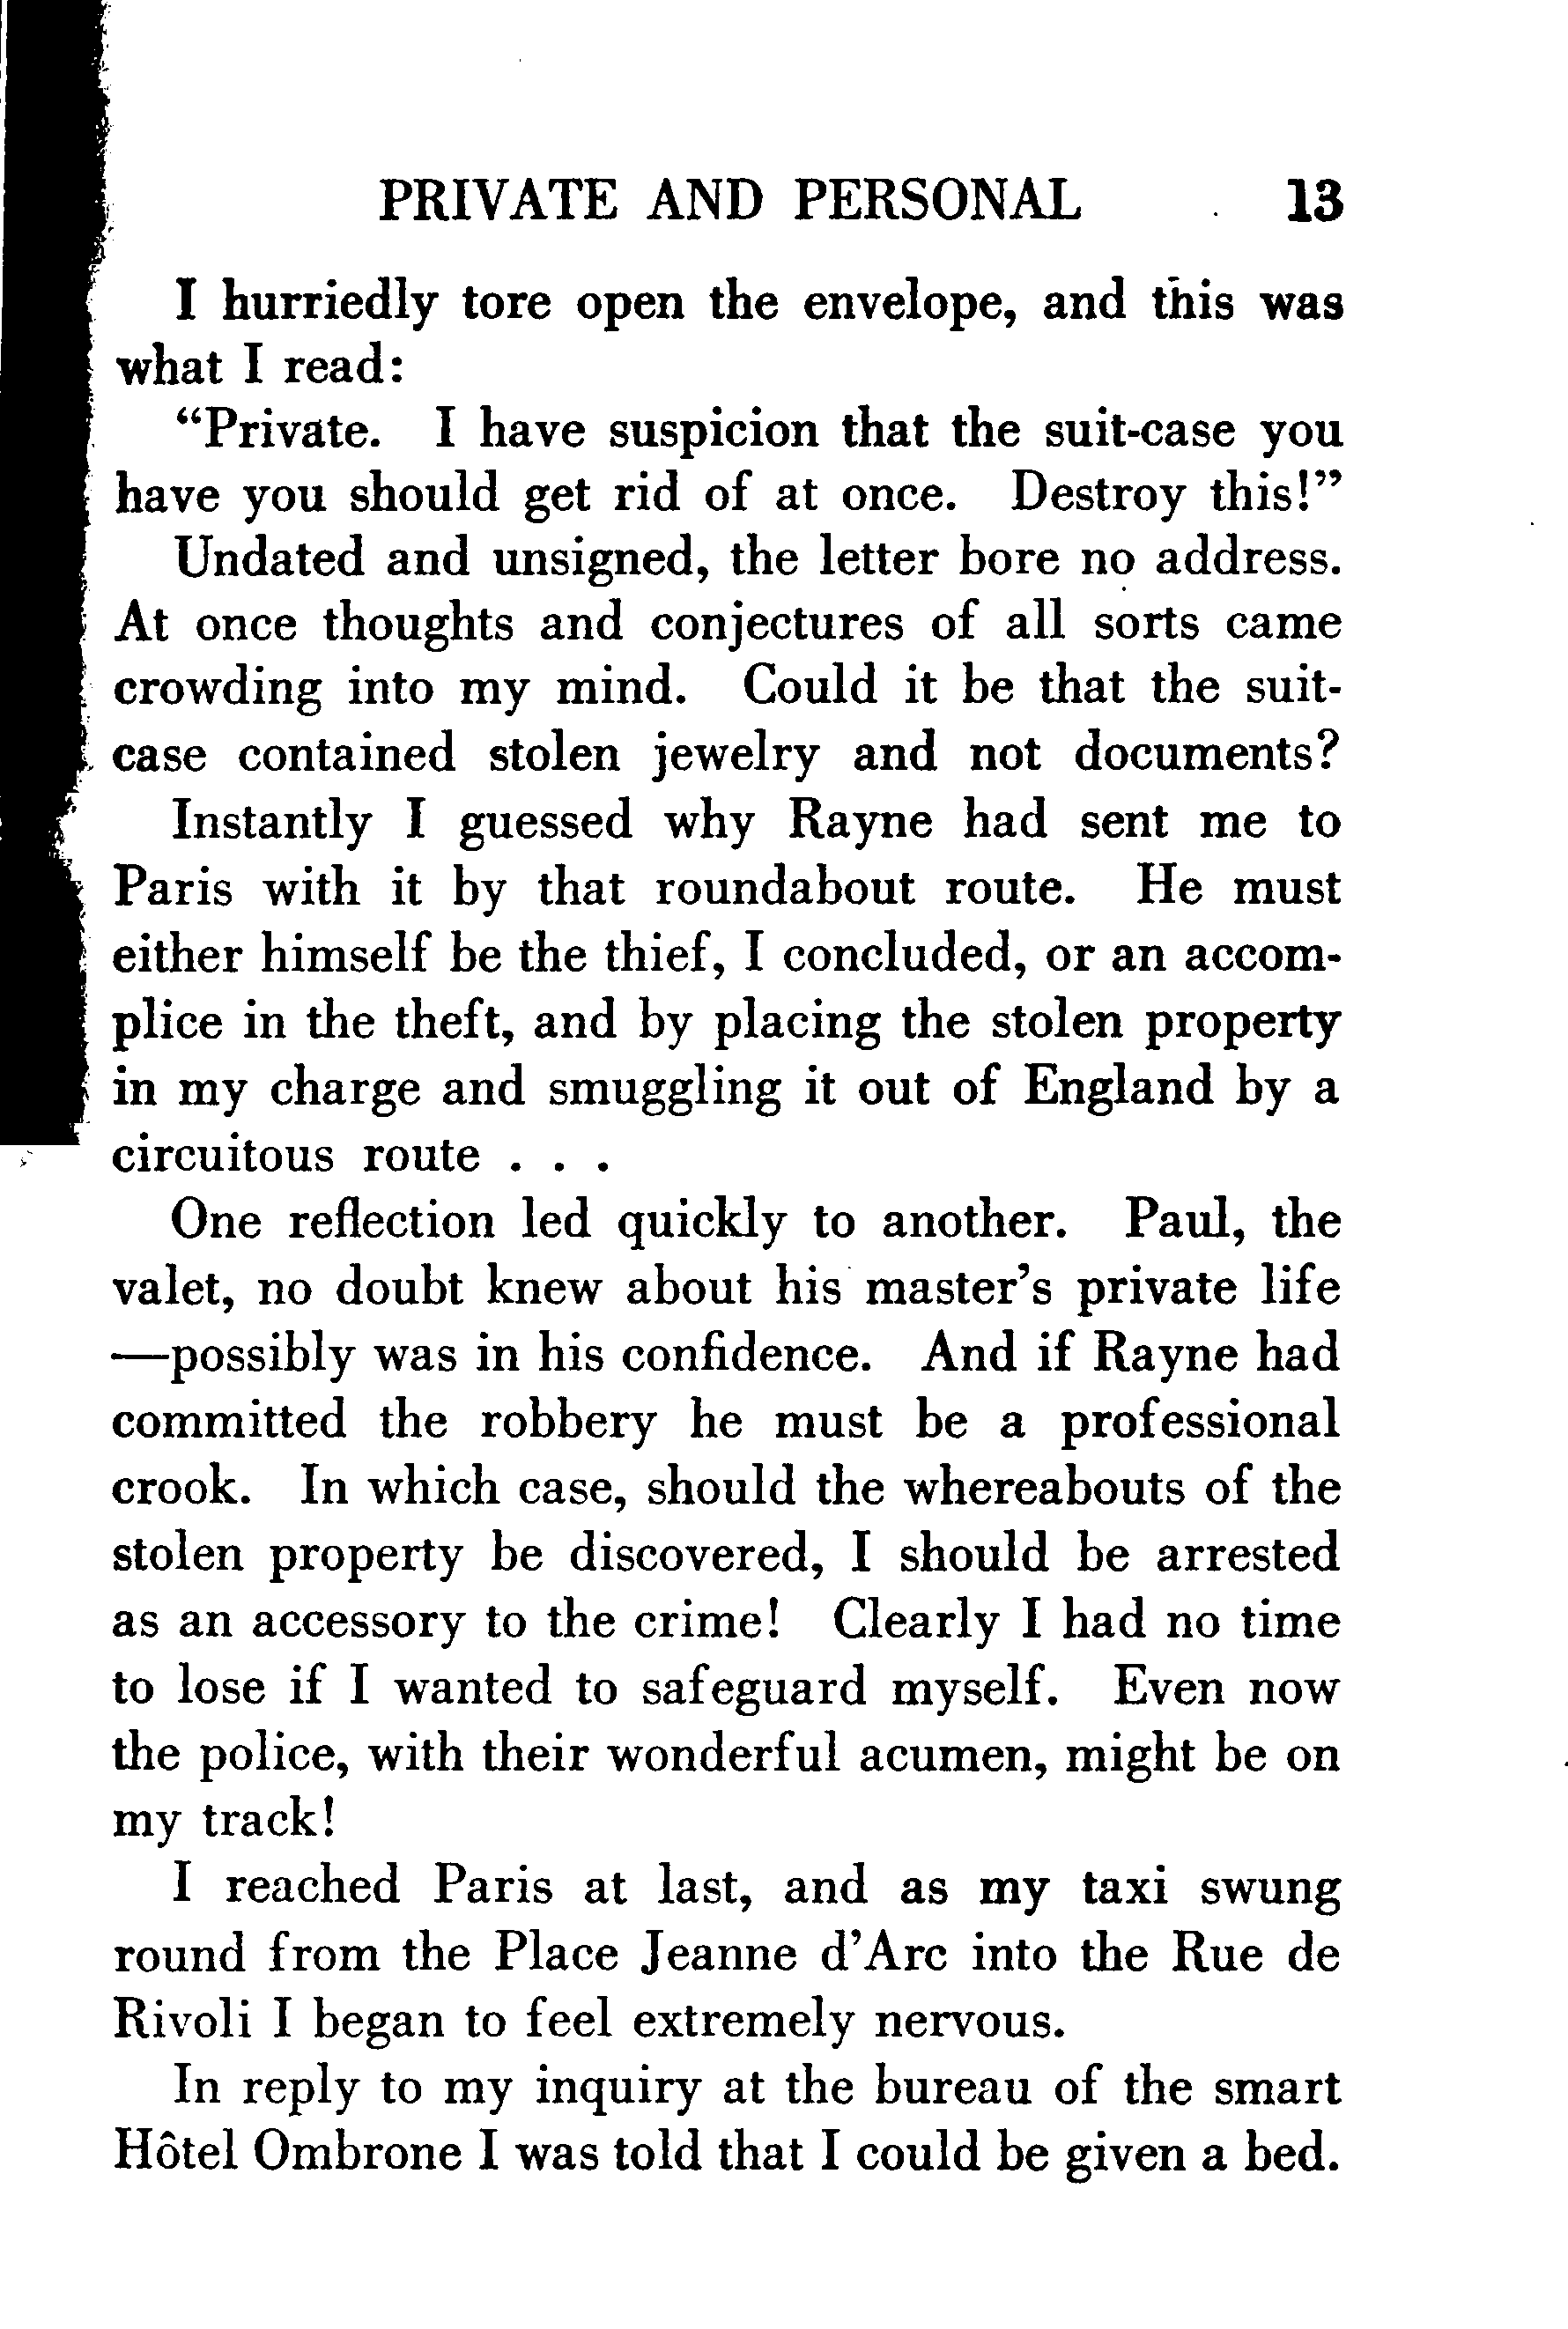 PRIVATE AND PERSONAL 13
I hurriedly tore open the envelope, and this was
what I read:
“Private. I have suspicion that the suit-case you
have you should get rid of at once. Destroy this!”
Undated and unsigned, the letter bore no address.
At once thoughts and conjectures of all sorts came
crowding into my mind. Could it be that the suit-
case contained stolen jewelry and not documents?
Instantly I guessed why Rayne had sent me to
Paris with it by that roundabout route. He must
either himself be the thief, I concluded, or an accom-
plice in the theft, and by placing the stolen property
in my charge and smuggling it out of England by a
circuitous route . . .
One reflection led quickly to another. Paul, the
valet, no doubt knew about his master’s private life
—possibly was in his confidence. And if Rayne had
committed the robbery he must be a professional
crook. In which case, should the whereabouts of the
stolen property be discovered, I should be arrested
as an accessory to the crime! Clearly I had no time
to lose if I wanted to safeguard myself. Even now
the police, with their wonderful acumen, might be on
my track!
I reached Paris at last, and as my taxi swung
round from the Place Jeanne d’Arc into the Rue de
Rivoli I began to feel extremely nervous.
In reply to my inquiry at the bureau of the smart
Hôtel Ombrone I was told that I could be given a bed.